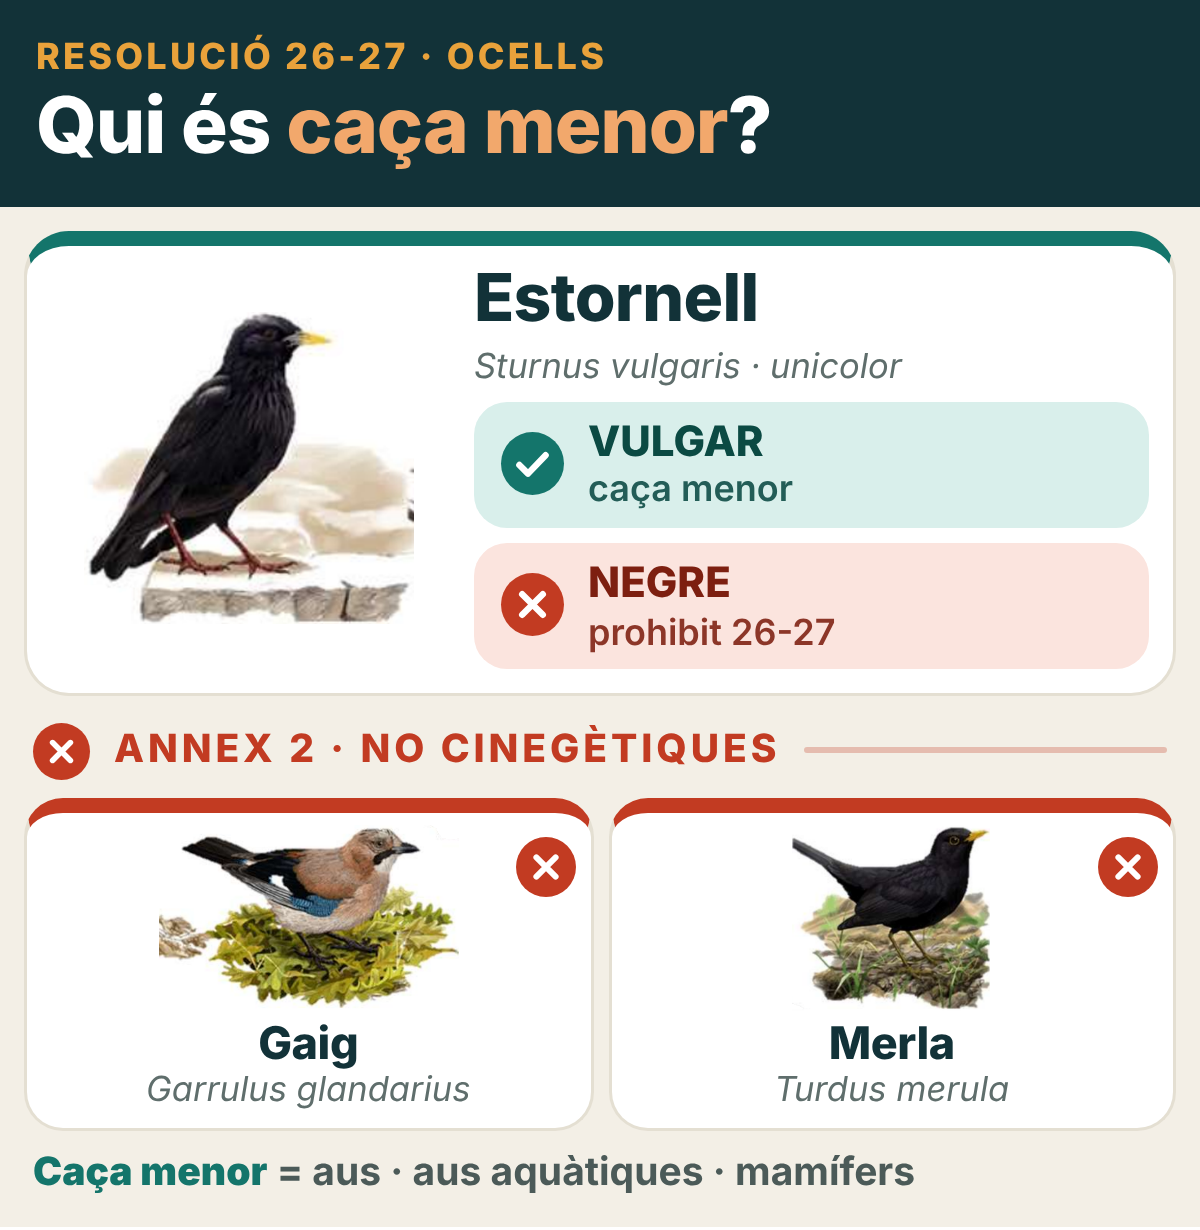 RESOLUCIÓ 26-27 · OCELLS
Qui és caça menor?
Estornell
Sturnus vulgaris · unicolor
VULGAR
caça menor
NEGRE
prohibit 26-27
ANNEX 2 · NO CINEGÈTIQUES
Gaig
Garrulus glandarius
Merla
Turdus merula
Caça menor = aus · aus aquàtiques · mamífers